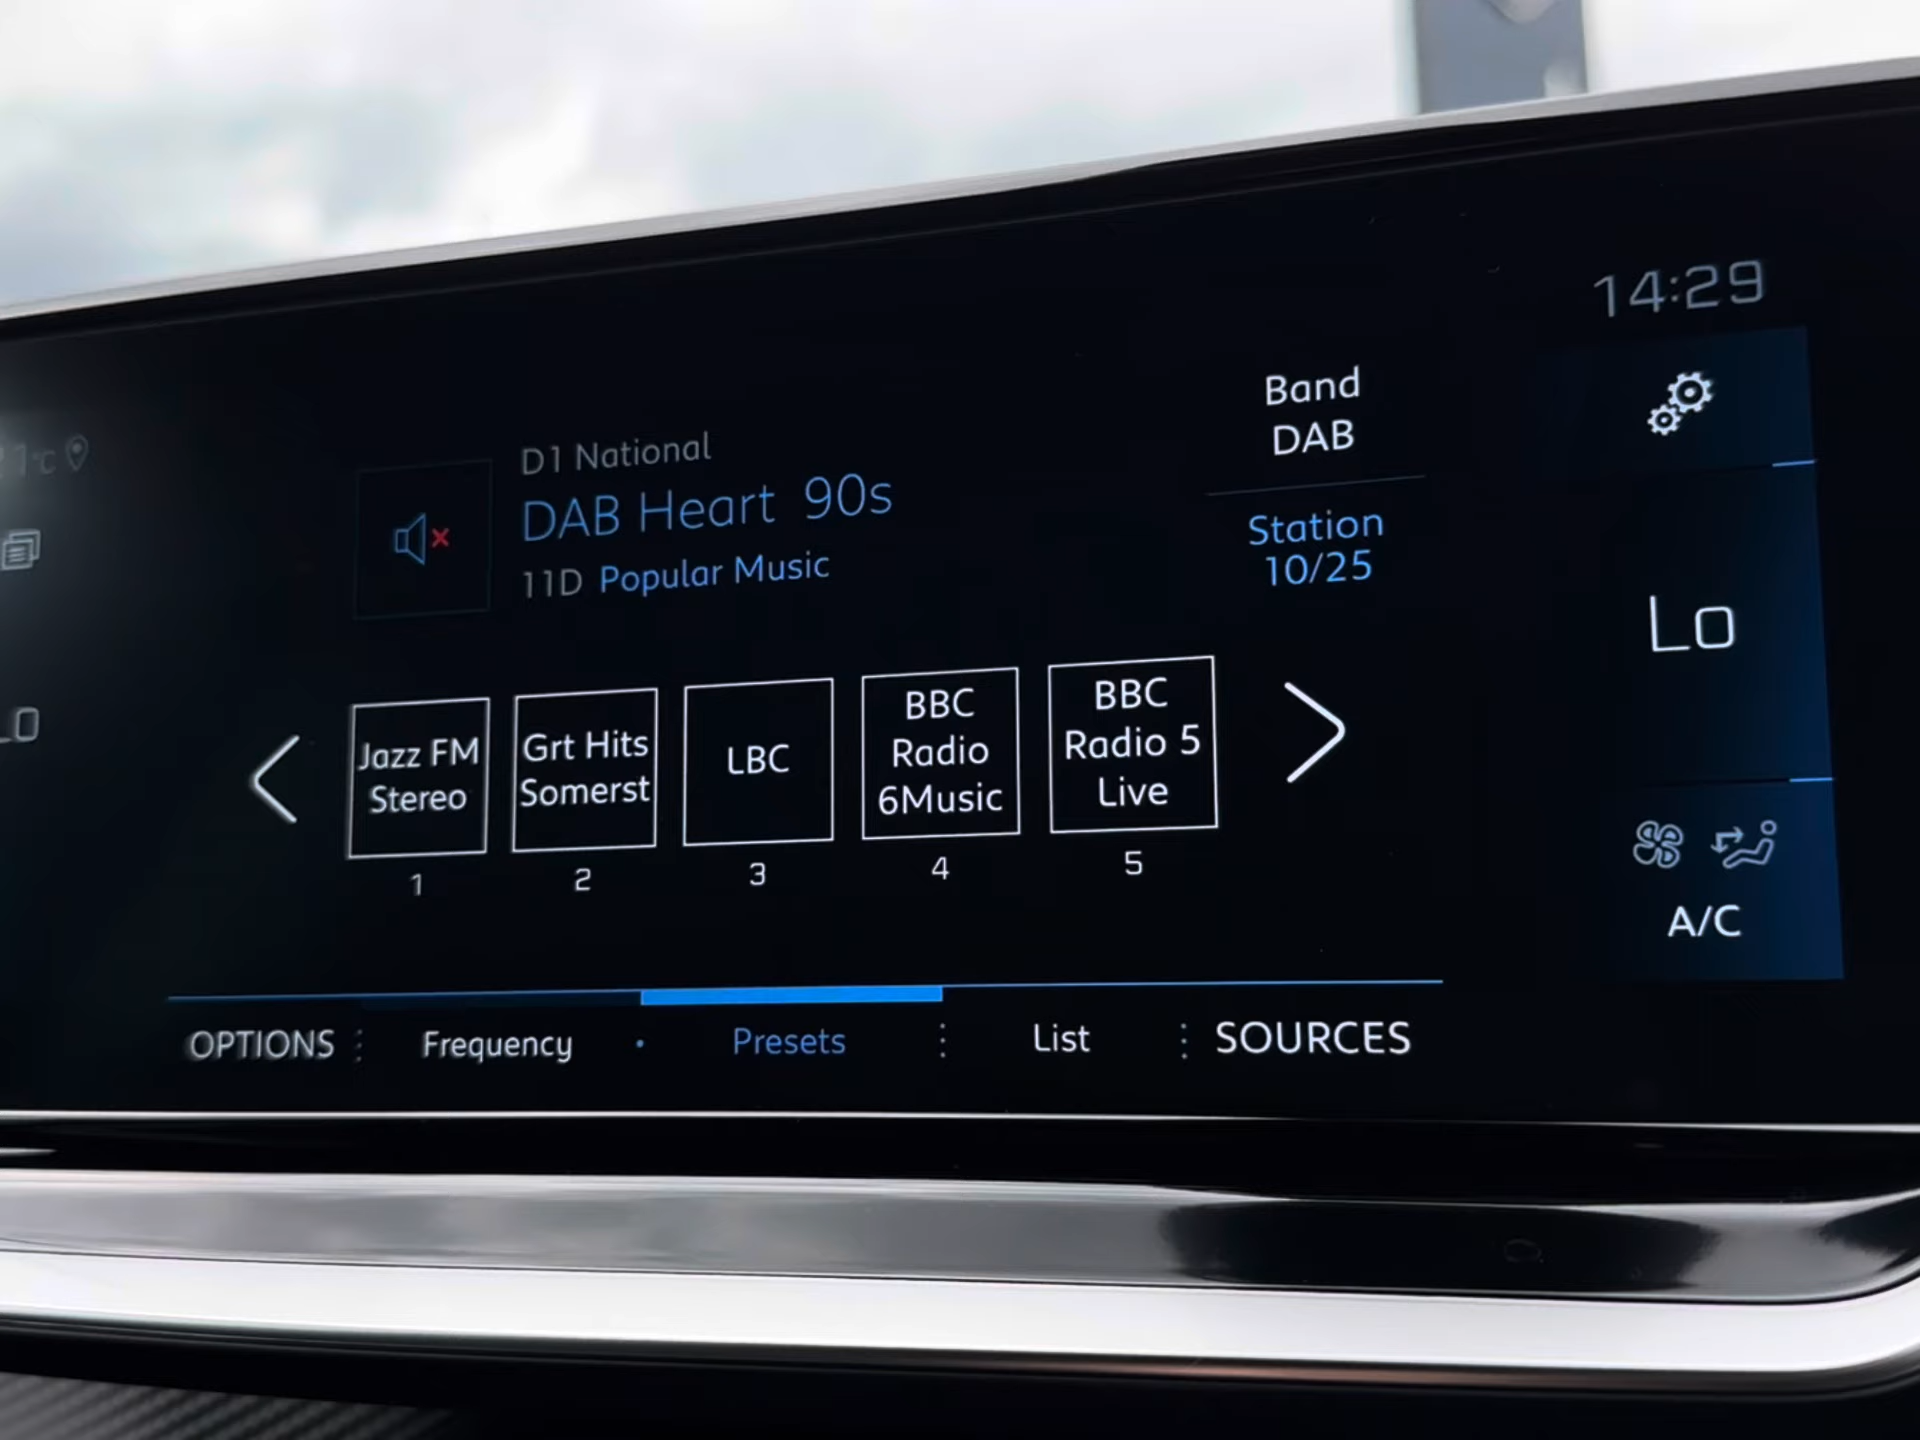 14:29
Band
DAB
D1 National
DAB Heart 90s
11D Popular Music
Station
10/25
Lo
Jazz FM
Stereo
Grt Hits
Somerst
LBC
BBC
Radio
6Music
BBC
Radio 5
Live
1
2
3
4
5
A/C
OPTIONS
Frequency
Presets
List
SOURCES